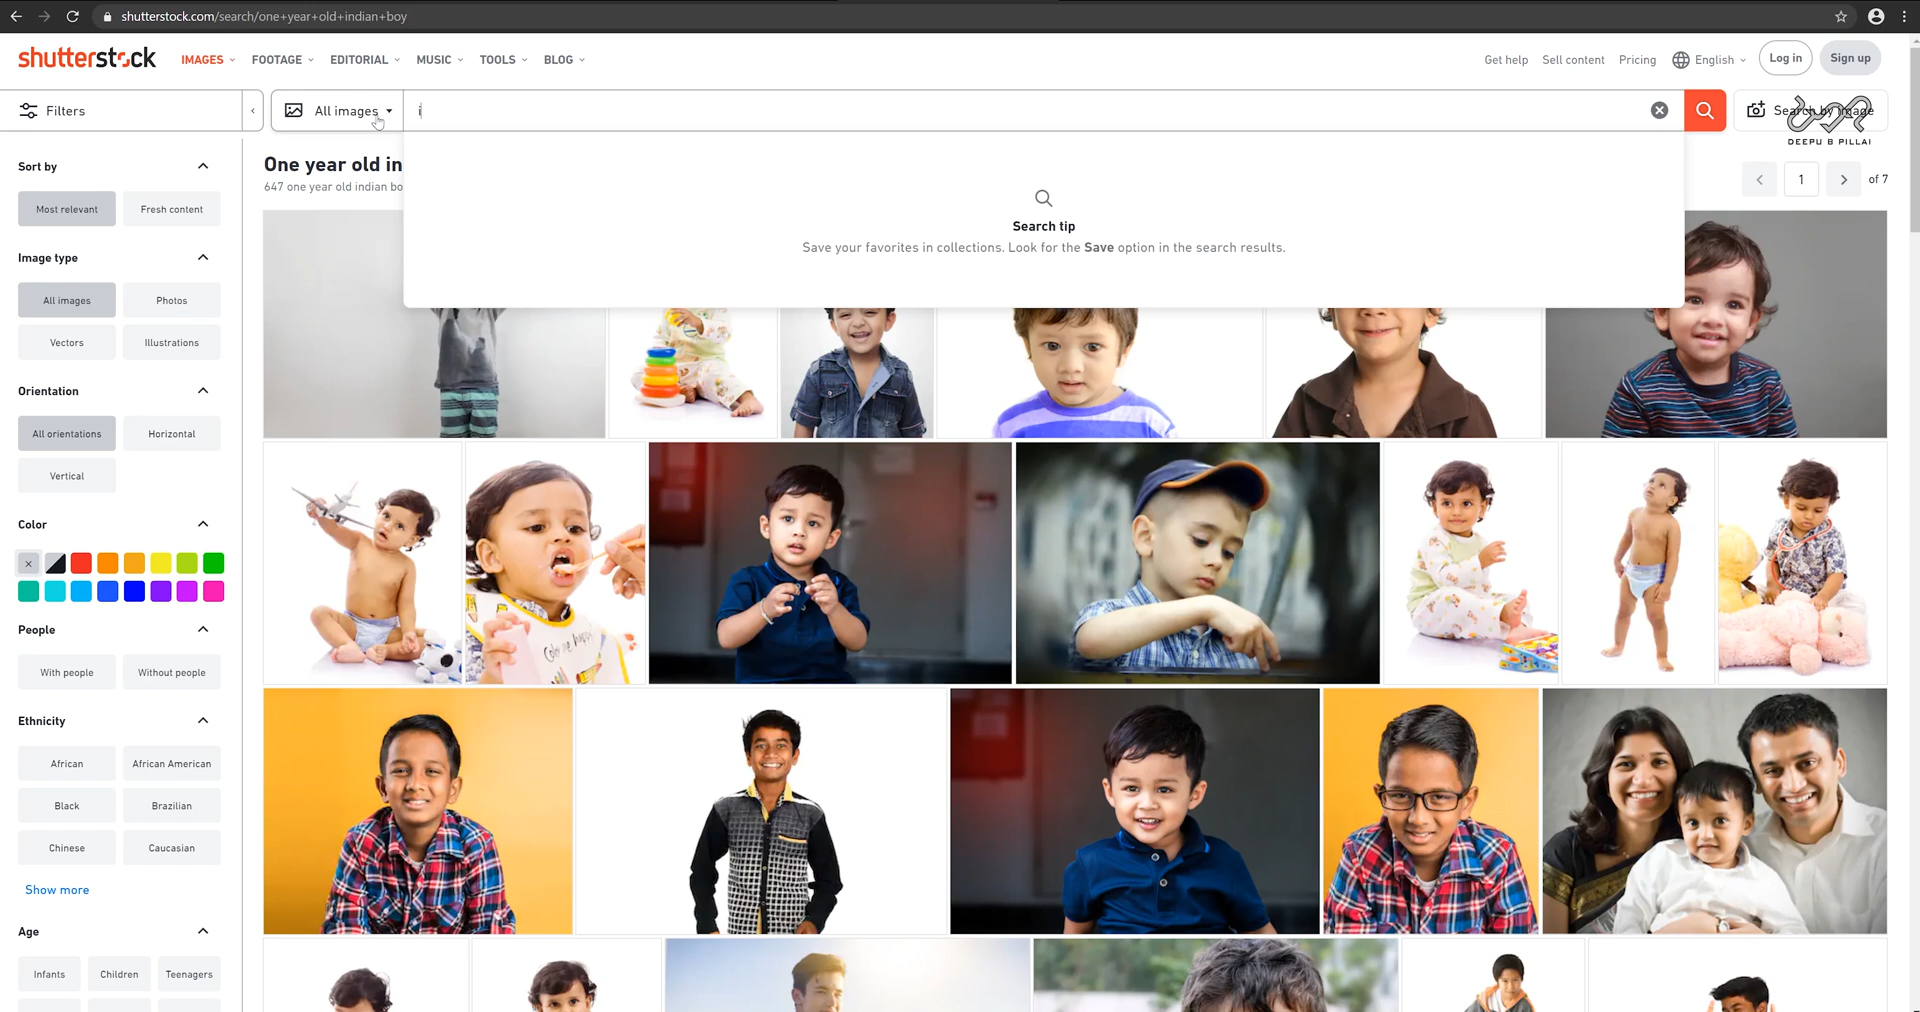 shutterstock.com/search/one+year+old+indian+boy
shutterstock
IMAGES
FOOTAGE
EDITORIAL
MUSIC
TOOLS
BLOG
Get help
Sell content
Pricing
English
Log in
Sign up
Filters
All images
i
Search by image
DEEPU B PILLAI
Sort by
Most relevant
Fresh content
Image type
All images
Photos
Vectors
Illustrations
Orientation
All orientations
Horizontal
Vertical
Color
People
With people
Without people
Ethnicity
African
African American
Black
Brazilian
Chinese
Caucasian
Show more
Age
Infants
Children
Teenagers
One year old in
647 one year old indian bo
1
of 7
Search tip
Save your favorites in collections. Look for the Save option in the search results.
Color me happy